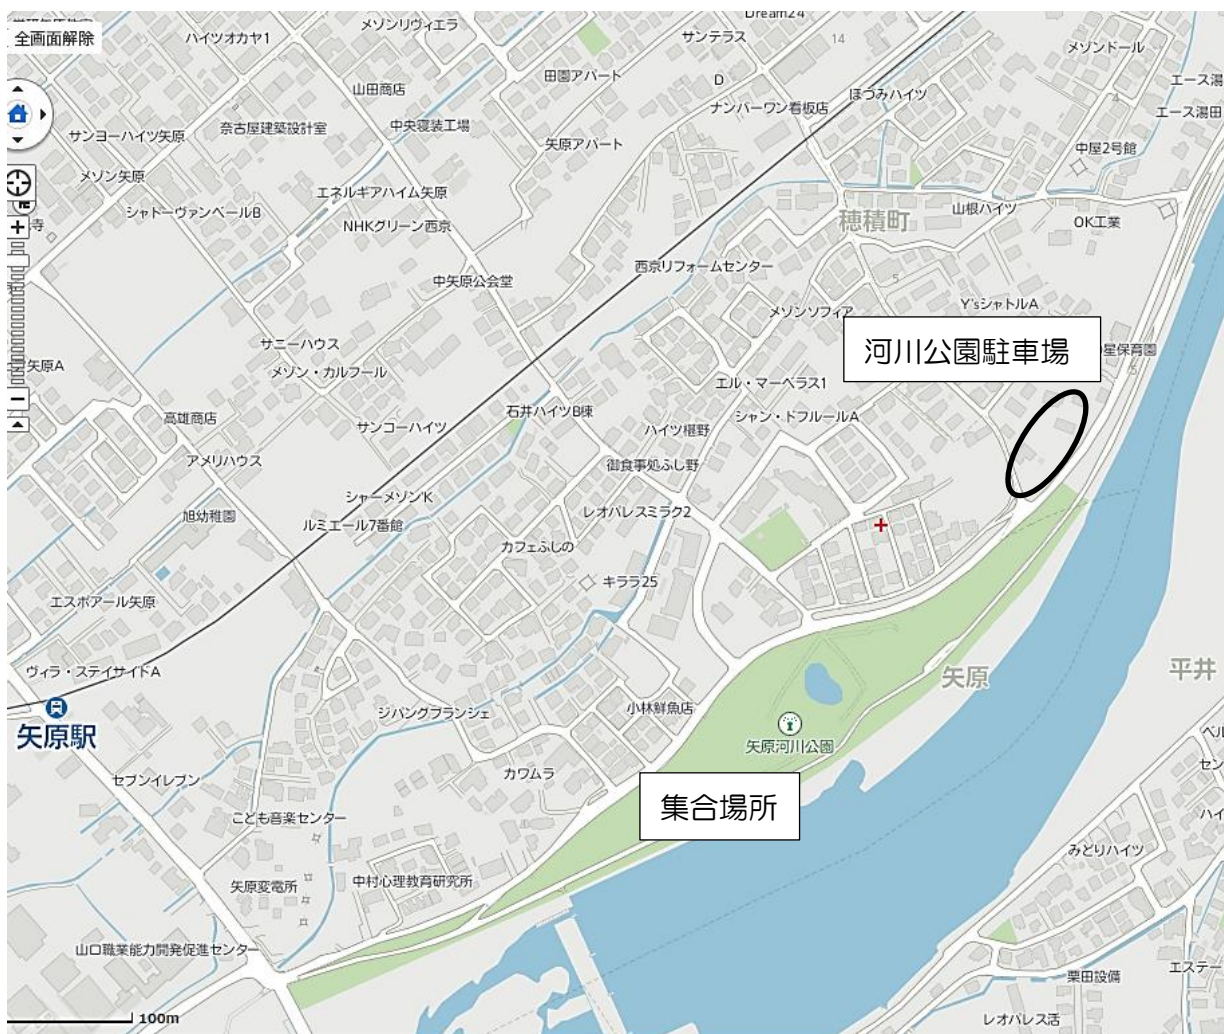 全画面解除
ハイツオカヤ1
メゾンリヴィエラ
Dream24
サンテラス
14
メゾンドール
エース湯
エース湯田
山田商店
田園アパート
D
ナンバーワン看板店
ほづみハイツ
4
サンヨーハイツ矢原
奈古屋建築設計室
中央寝装工場
矢原アパート
中屋2号館
メゾン矢原
エネルギアハイム矢原
シャトーヴァンベールB
NHKグリーン西京
山根ハイツ
穂積町
OK工業
寺
中矢原公会堂
西京リフォームセンター
5
メゾンソフィア
Y'sシャトルA
河川公園駐車場
星保育園
5
サニーハウス
矢原A
メゾン・カルフール
エル・マーベラス1
高雄商店
サンコーハイツ
石井ハイツB棟
シャン・ドフルールA
ハイツ椹野
アメリハウス
御食事処ふし野
シャーメゾンK
レオパレスミラク2
旭幼稚園
ルミエール7番館
カフェふしの
キララ25
エスポアール矢原
ヴィラ・ステイサイドA
矢原
平井
矢原駅
ジパングブランシェ
小林鮮魚店
矢原河川公園
ベル
セブンイレブン
カワムラ
セン
集合場所
こども音楽センター
ハイ
みどりハイツ
矢原変電所
中村心理教育研究所
山口職業能力開発促進センター
栗田設備
エステー
100m
レオパレス活